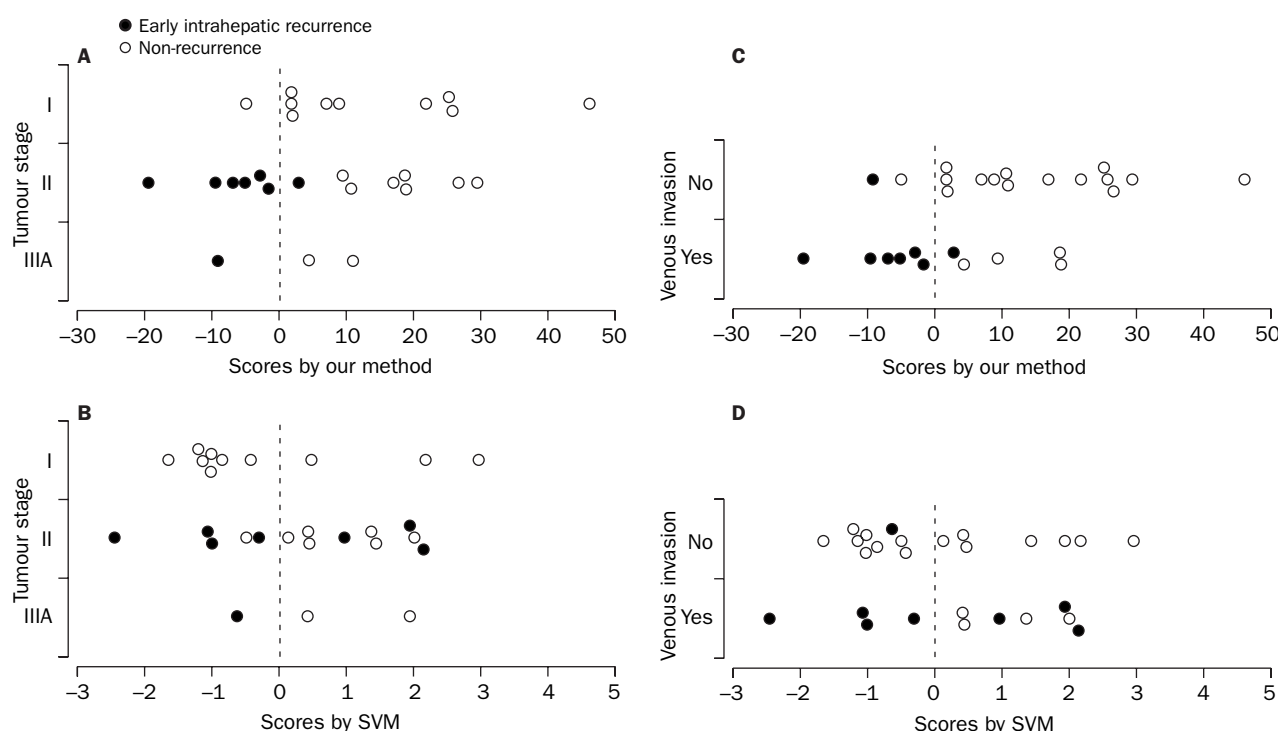 Early intrahepatic recurrence
Non-recurrence
A
Tumour stage
I
II
IIIA
–30 –20 –10 0 10 20 30 40 50
Scores by our method
C
Venous invasion
No
Yes
–30 –20 –10 0 10 20 30 40 50
Scores by our method
B
Tumour stage
I
II
IIIA
–3 –2 –1 0 1 2 3 4 5
Scores by SVM
D
Venous invasion
No
Yes
–3 –2 –1 0 1 2 3 4 5
Scores by SVM